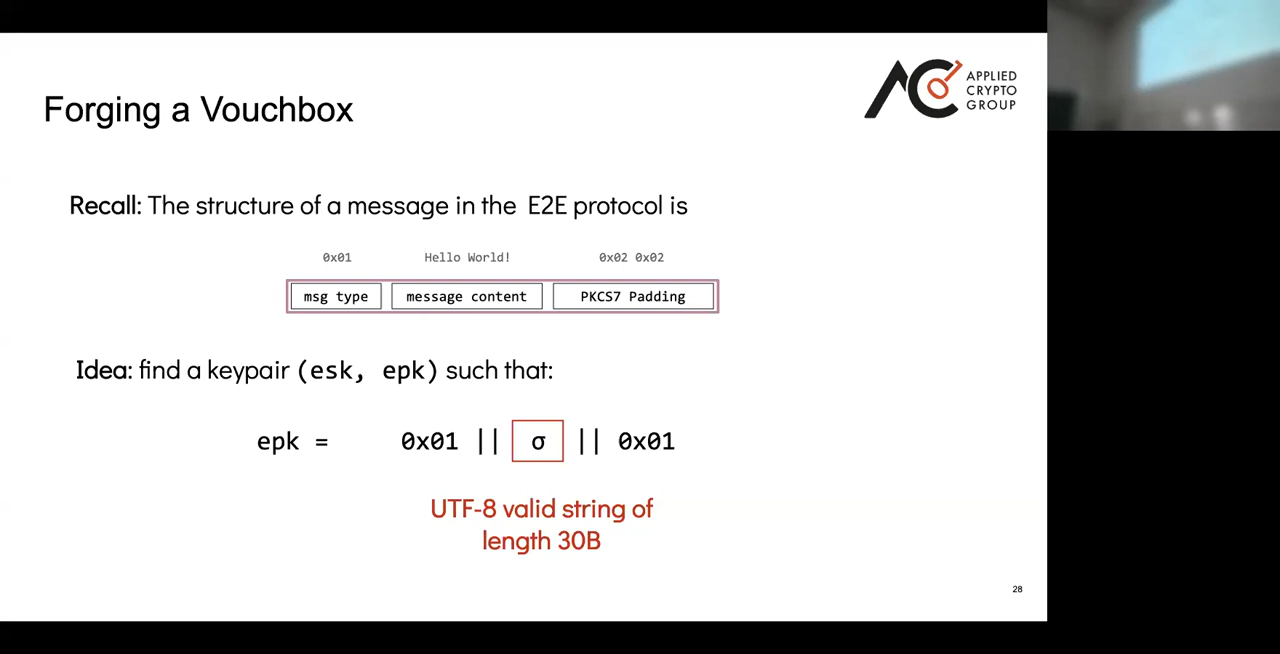 APPLIED
CRYPTO
GROUP
Forging a Vouchbox
Recall: The structure of a message in the E2E protocol is
0x01 Hello World! 0x02 0x02
msg type message content PKCS7 Padding
Idea: find a keypair (esk, epk) such that:
epk = 0x01 || σ || 0x01
UTF-8 valid string of
length 30B
28